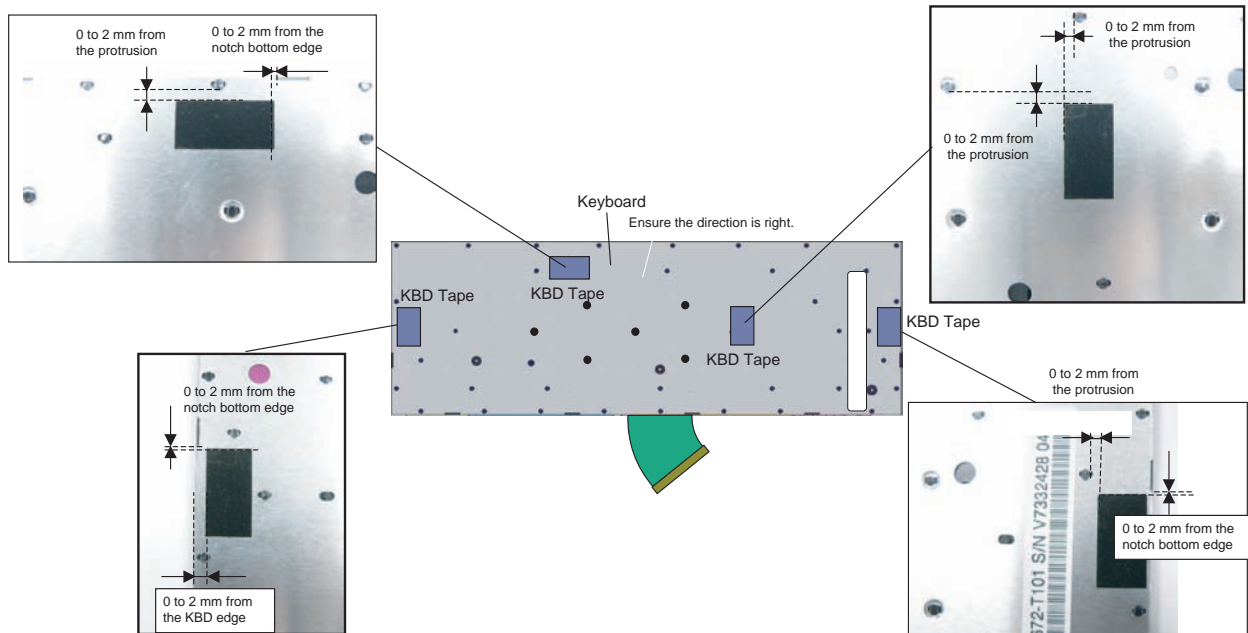 0 to 2 mm from
the protrusion
0 to 2 mm from the
notch bottom edge
0 to 2 mm from
the protrusion
0 to 2 mm from
the protrusion
Keyboard
Ensure the direction is right.
KBD Tape
KBD Tape
KBD Tape
KBD Tape
0 to 2 mm from the
notch bottom edge
0 to 2 mm from
the KBD edge
0 to 2 mm from
the protrusion
0 to 2 mm from the
notch bottom edge
672-T101 S/N V7332428 04